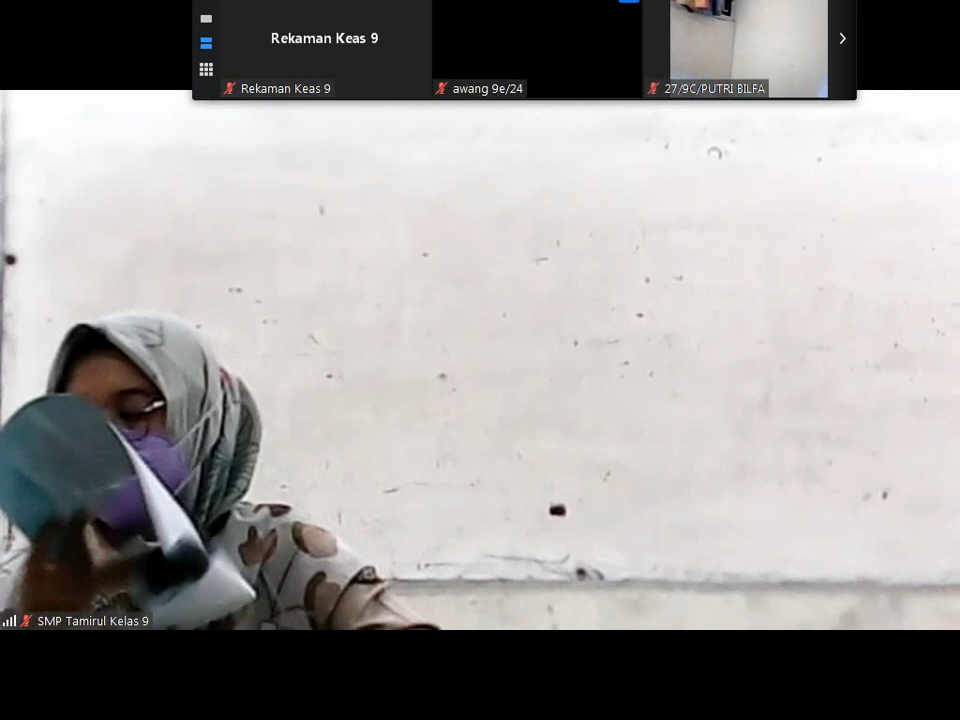 Rekaman Keas 9
Rekaman Keas 9
awang 9e/24
27/9C/PUTRI BILFA
SMP Tamirul Kelas 9